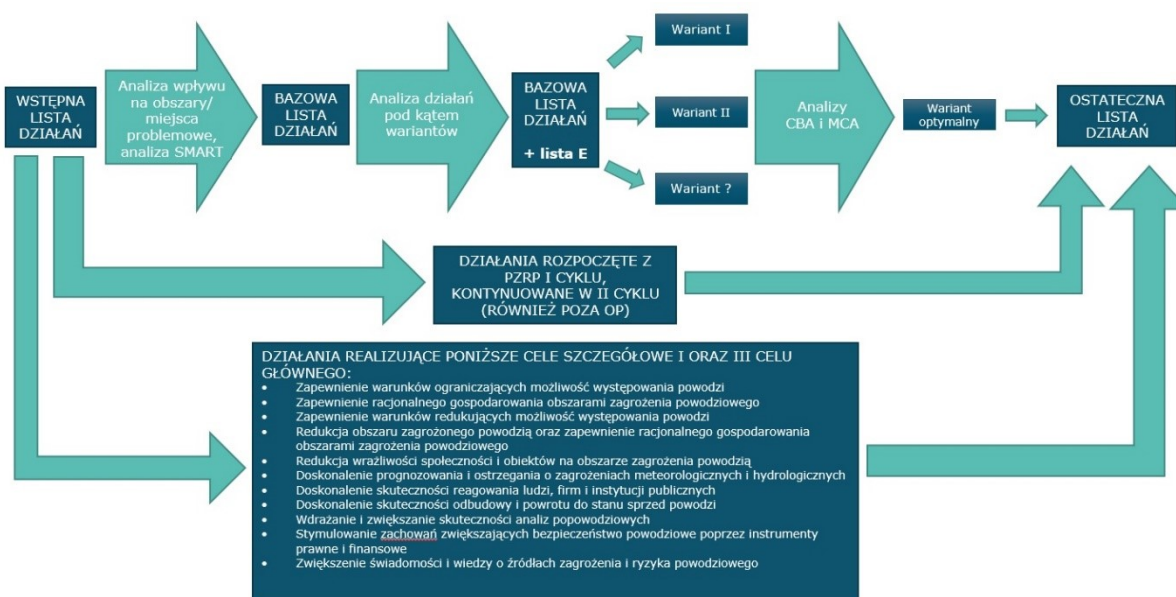 WSTĘPNA
LISTA
DZIAŁAŃ
Analiza wpływu
na obszary/
miejsca
problemowe,
analiza SMART
BAZOWA
LISTA
DZIAŁAŃ
Analiza działań
pod kątem
wariantów
BAZOWA
LISTA
DZIAŁAŃ
+ lista E
Wariant I
Wariant II
Wariant ?
Analizy
CBA i MCA
Wariant
optymalny
OSTATECZNA
LISTA
DZIAŁAŃ
DZIAŁANIA ROZPOCZĘTE Z
PZRP I CYKLU,
KONTYNUOWANE W II CYKLU
(RÓWNIEŻ POZA OP)
DZIAŁANIA REALIZUJĄCE PONIŻSZE CELE SZCZEGÓŁOWE I ORAZ III CELU
GŁÓWNEGO:
• Zapewnienie warunków ograniczających możliwość występowania powodzi
• Zapewnienie racjonalnego gospodarowania obszarami zagrożenia powodziowego
• Zapewnienie warunków redukujących możliwość występowania powodzi
• Redukcja obszaru zagrożonego powodzią oraz zapewnienie racjonalnego gospodarowania
obszarami zagrożenia powodziowego
• Redukcja wrażliwości społeczności i obiektów na obszarze zagrożenia powodzią
• Doskonalenie prognozowania i ostrzegania o zagrożeniach meteorologicznych i hydrologicznych
• Doskonalenie skuteczności reagowania ludzi, firm i instytucji publicznych
• Doskonalenie skuteczności odbudowy i powrotu do stanu sprzed powodzi
• Wdrażanie i zwiększanie skuteczności analiz popowodziowych
• Stymulowanie zachowań zwiększających bezpieczeństwo powodziowe poprzez instrumenty
prawne i finansowe
• Zwiększenie świadomości i wiedzy o źródłach zagrożenia i ryzyka powodziowego